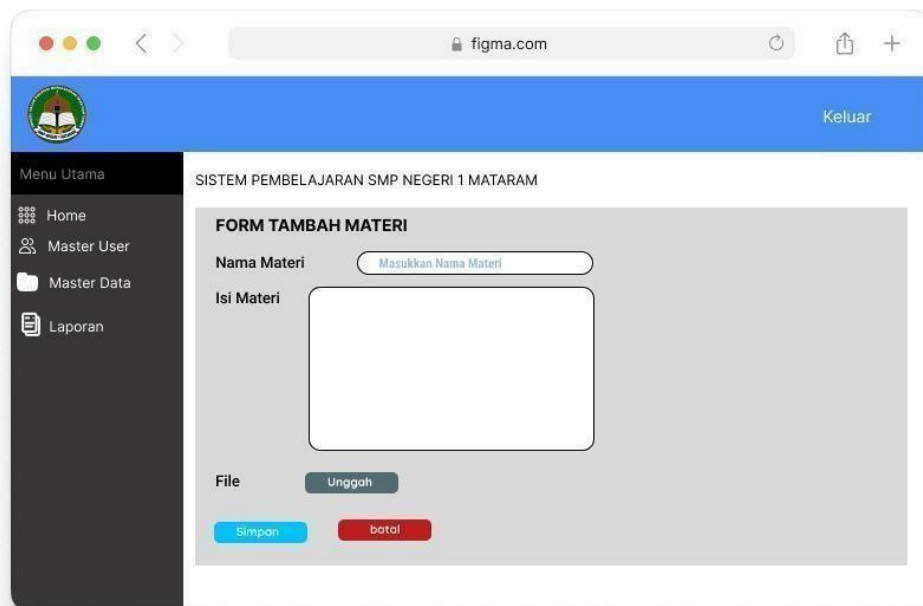 figma.com
Keluar
Menu Utama
Home
Master User
Master Data
Laporan
SISTEM PEMBELAJARAN SMP NEGERI 1 MATARAM
FORM TAMBAH MATERI
Nama Materi Masukkan Nama Materi
Isi Materi
File Unggah
Simpan batal